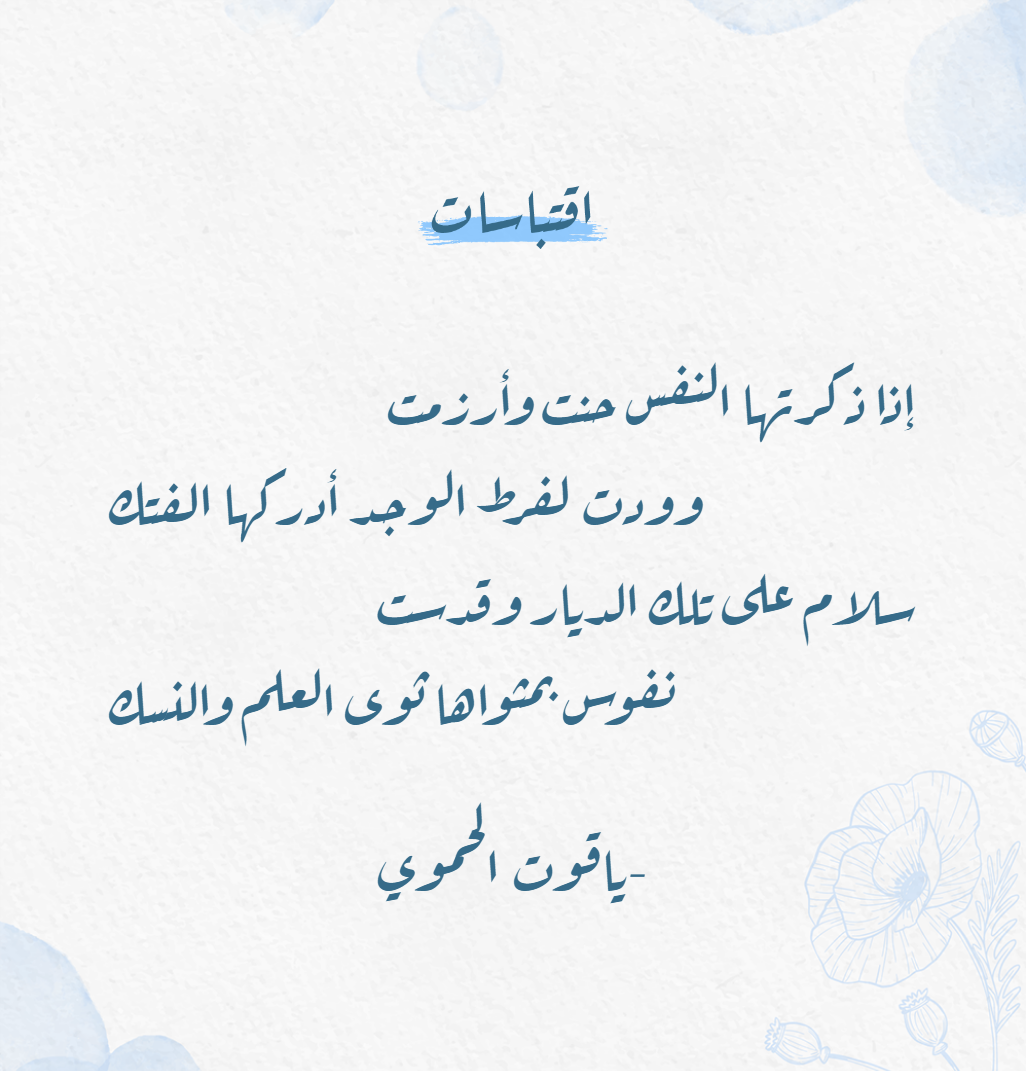 اقتباسات
إذا ذكرتها النفس حنت وأرزمت
وودت لفرط الوجد أدركها الفتك
سلام على تلك الديار وقدست
نفوس بمثواها ثوى العلم والنسك
-ياقوت الحموي